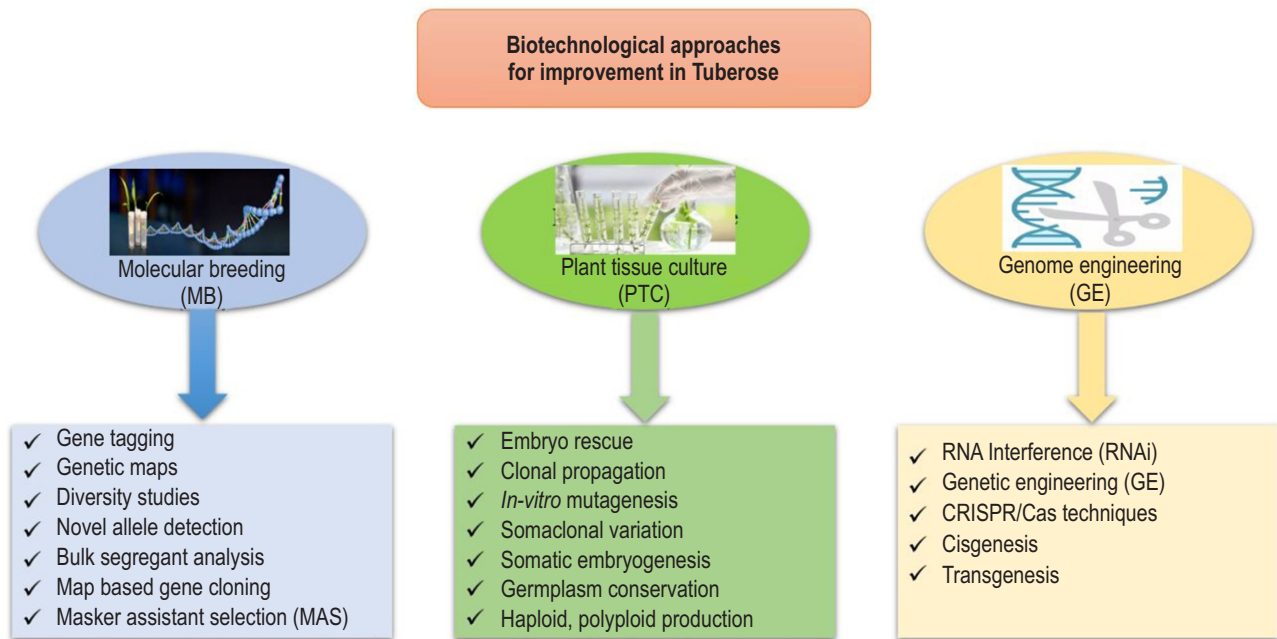 Biotechnological approaches
for improvement in Tuberose
Molecular breeding
(MB)
Plant tissue culture
(PTC)
Genome engineering
(GE)
✓ Gene tagging
✓ Genetic maps
✓ Diversity studies
✓ Novel allele detection
✓ Bulk segregant analysis
✓ Map based gene cloning
✓ Masker assistant selection (MAS)
✓ Embryo rescue
✓ Clonal propagation
✓ In-vitro mutagenesis
✓ Somaclonal variation
✓ Somatic embryogenesis
✓ Germplasm conservation
✓ Haploid, polyploid production
✓ RNA Interference (RNAi)
✓ Genetic engineering (GE)
✓ CRISPR/Cas techniques
✓ Cisgenesis
✓ Transgenesis